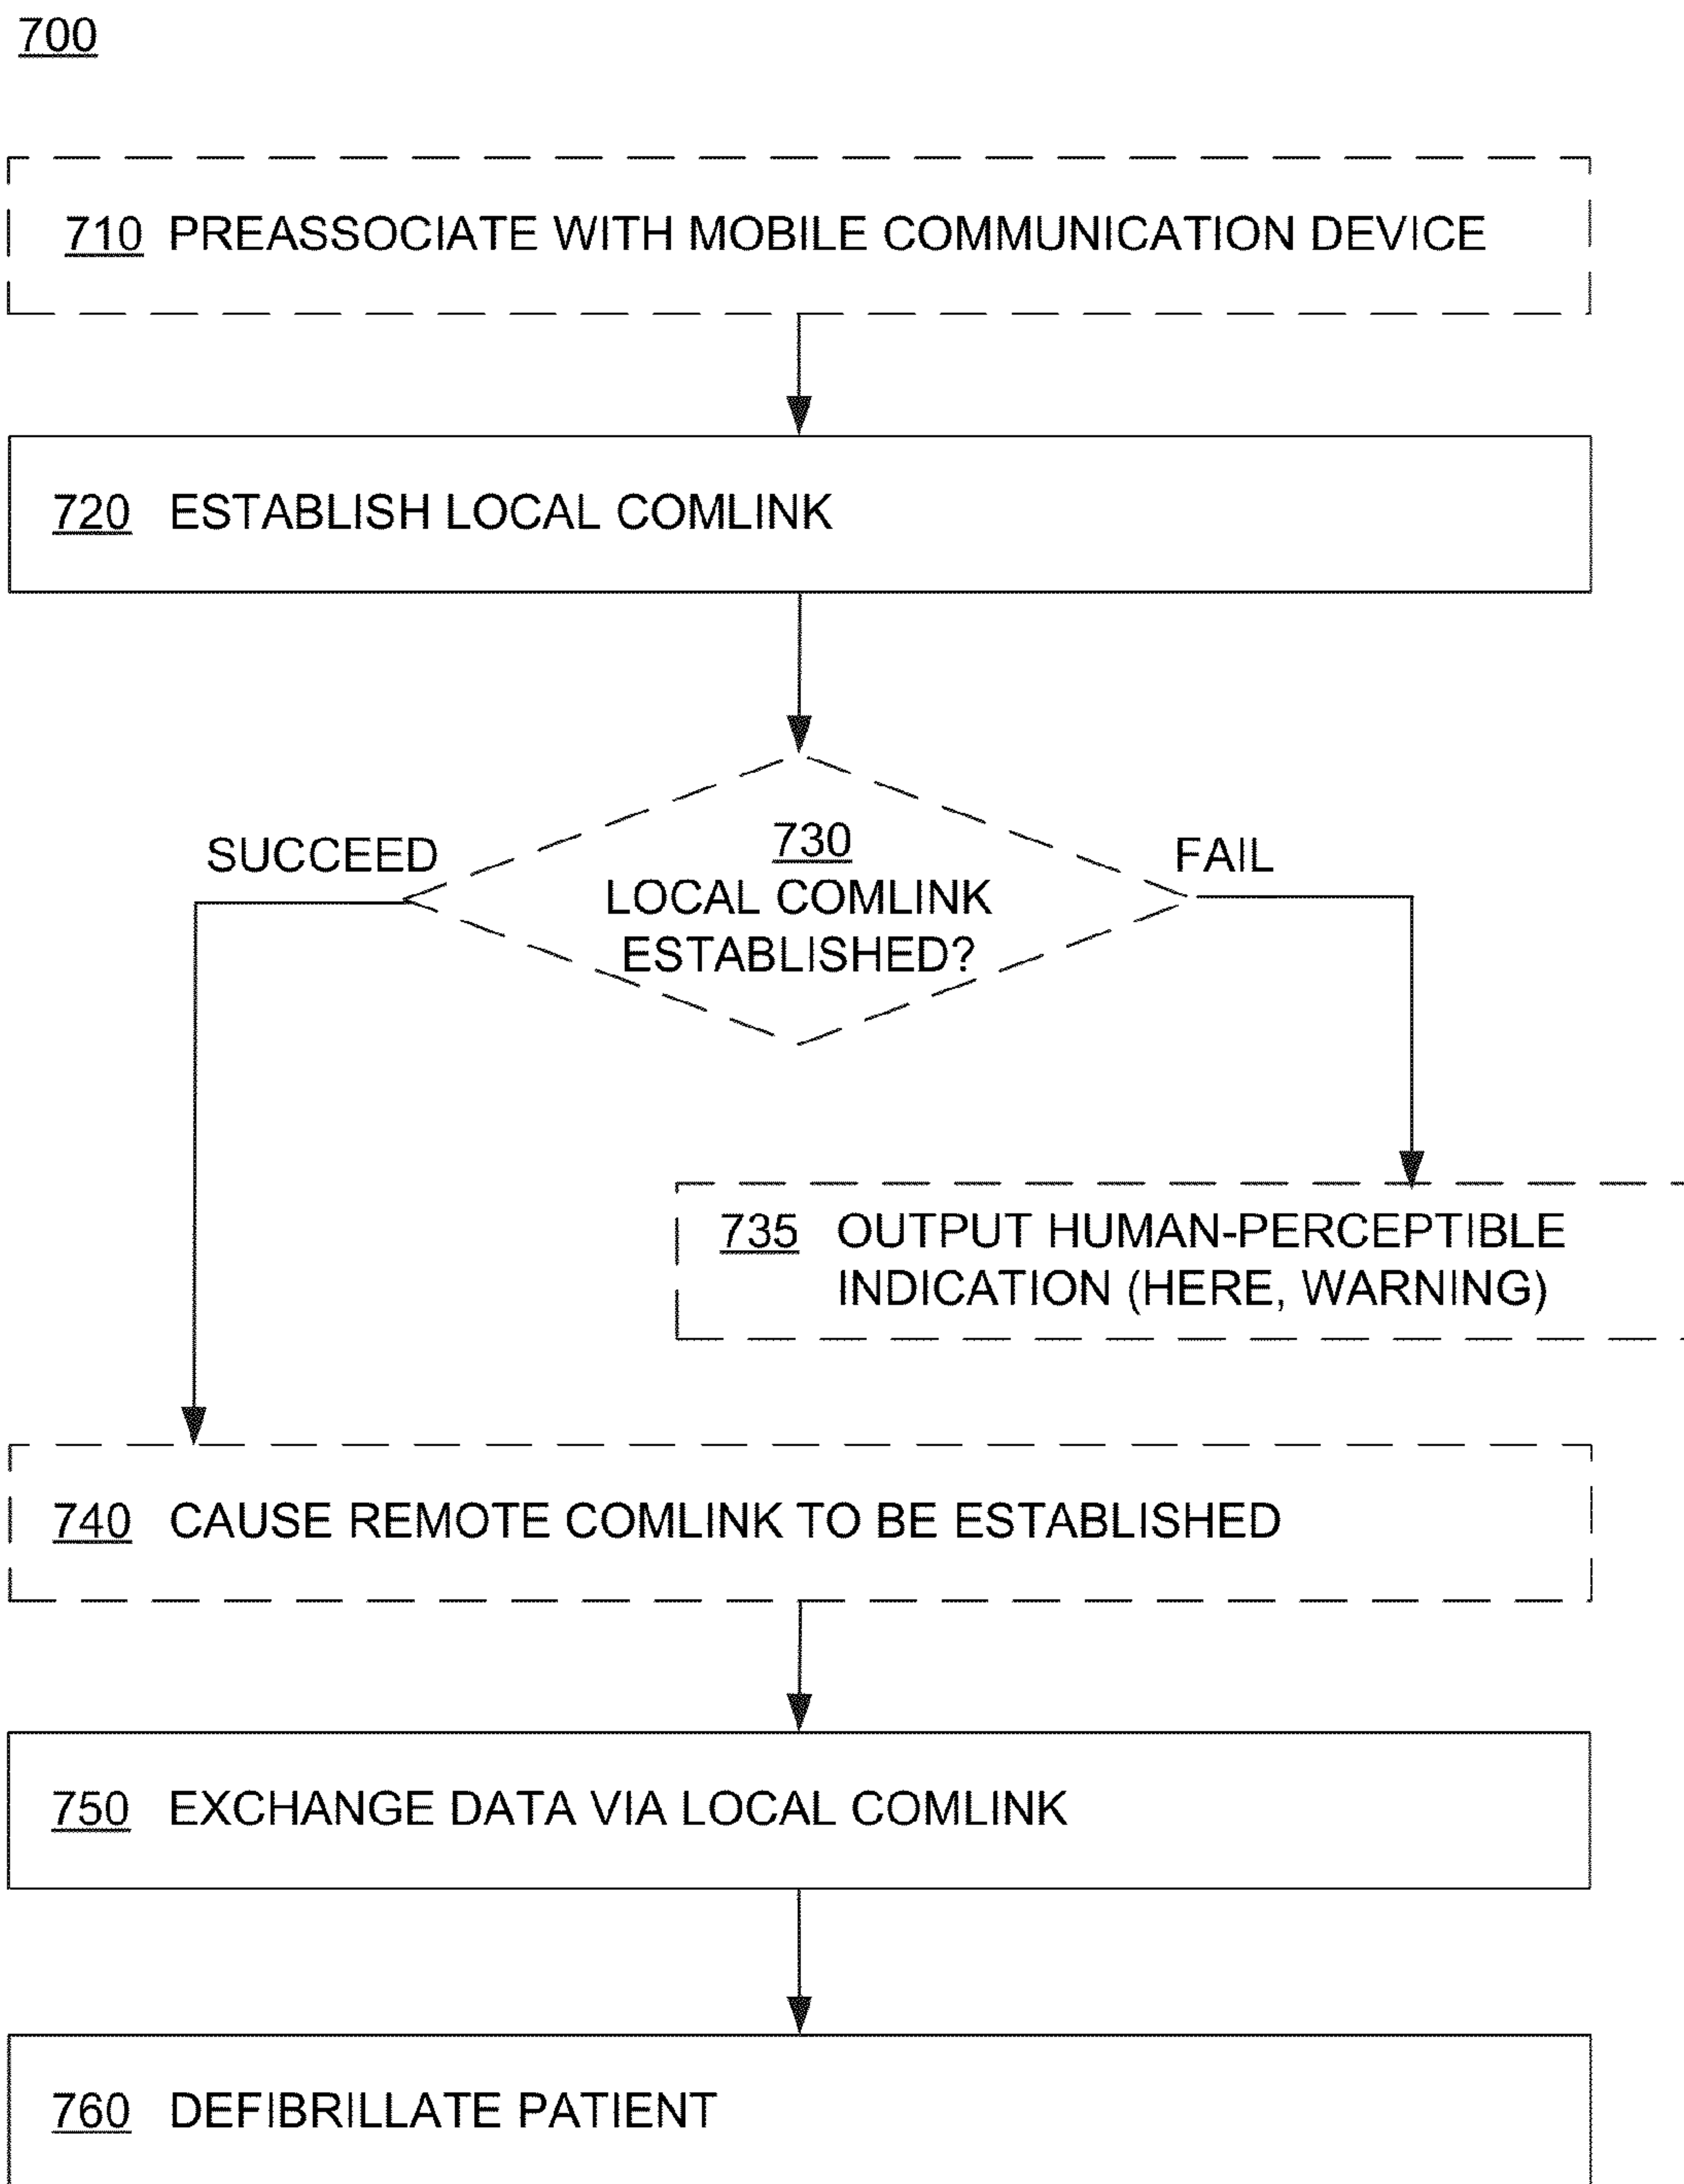 700
710 PREASSOCIATE WITH MOBILE COMMUNICATION DEVICE
720 ESTABLISH LOCAL COMLINK
730
SUCCEED
FAIL
LOCAL COMLINK
ESTABLISHED?
735 OUTPUT HUMAN-PERCEPTIBLE
INDICATION (HERE, WARNING)
740 CAUSE REMOTE COMLINK TO BE ESTABLISHED
750 EXCHANGE DATA VIA LOCAL COMLINK
760 DEFIBRILLATE PATIENT